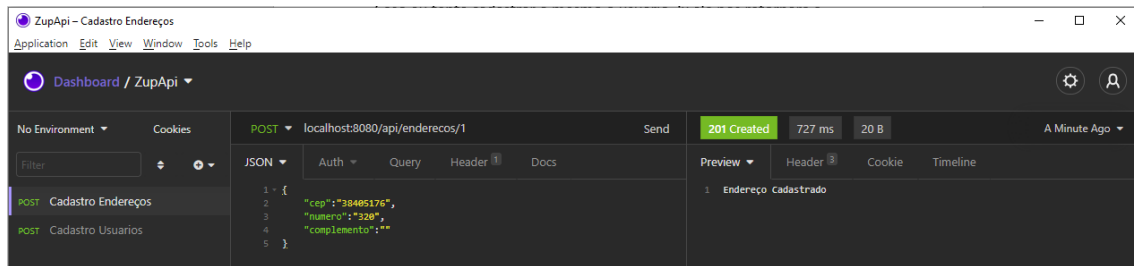 ZupApi – Cadastro Endereços
Application Edit View Window Tools Help
Dashboard / ZupApi
No Environment Cookies
POST localhost:8080/api/enderecos/1 Send
201 Created 727 ms 20 B A Minute Ago
Filter
JSON Auth Query Header 1 Docs
Preview Header 3 Cookie Timeline
POST Cadastro Endereços
POST Cadastro Usuarios
1 {
2 "cep":"38405176",
3 "numero":"320",
4 "complemento":""
5 }
1 Endereço Cadastrado